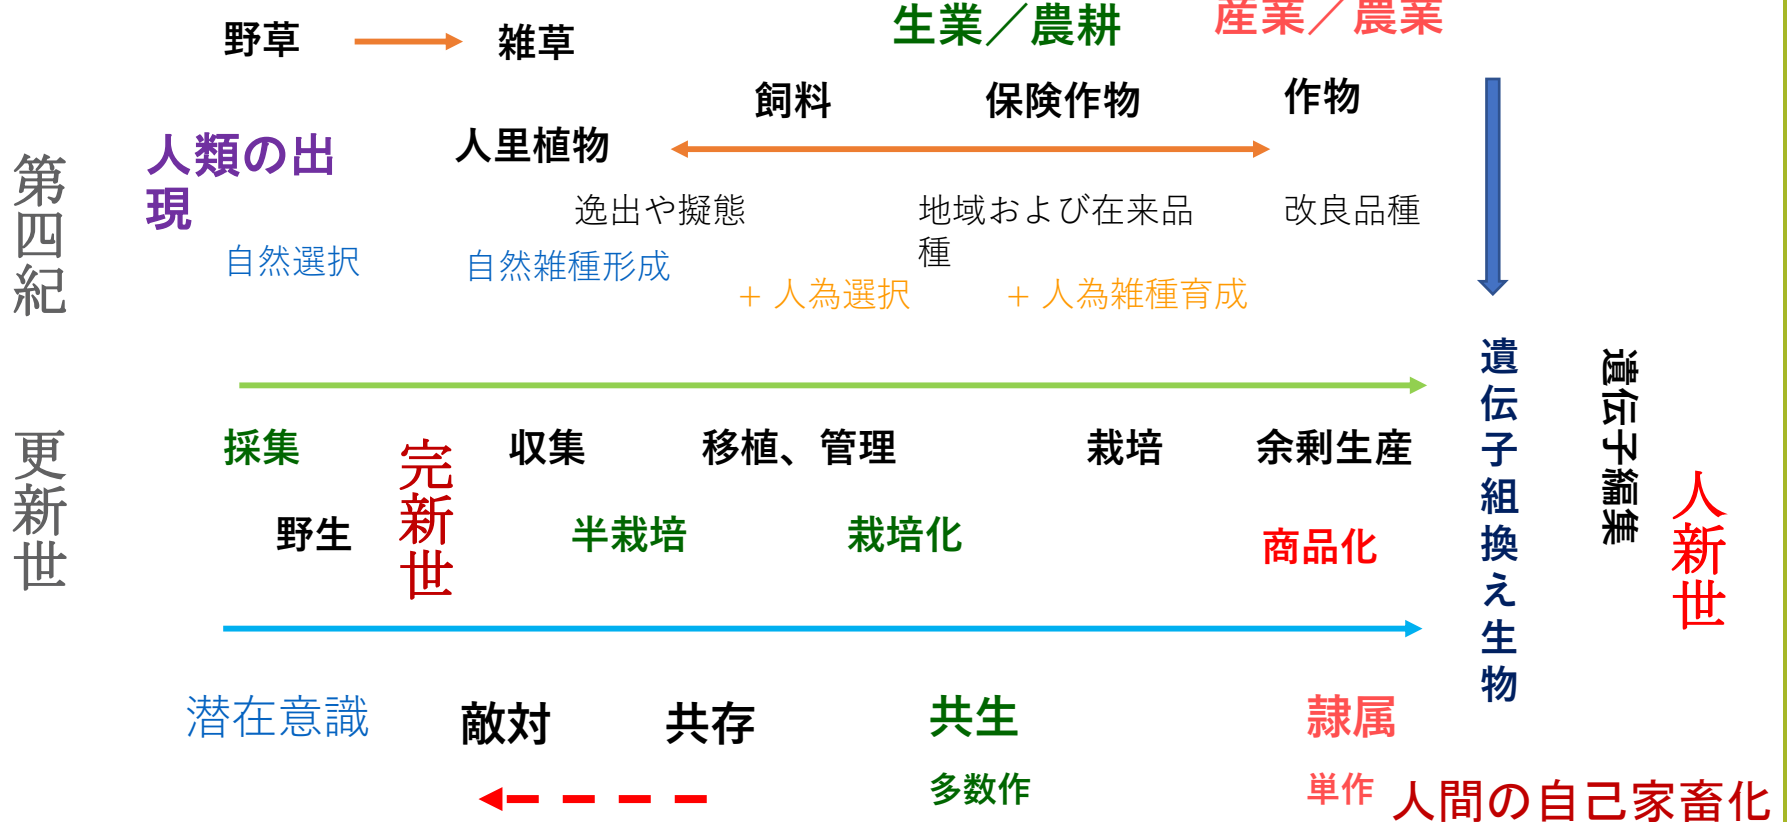 生業／農耕
産業／農業
野草
雑草
飼料
保険作物
作物
人類の出
現
人里植物
逸出や擬態
地域および在来品
種
改良品種
自然選択
自然雑種形成
+ 人為選択
+ 人為雑種育成
第四紀
更新世
採集
完新世
収集
移植、管理
栽培
余剰生産
野生
半栽培
栽培化
商品化
遺伝子組換え生物
遺伝子編集
人新世
潜在意識
敵対
共存
共生
隷属
多数作
単作
人間の自己家畜化